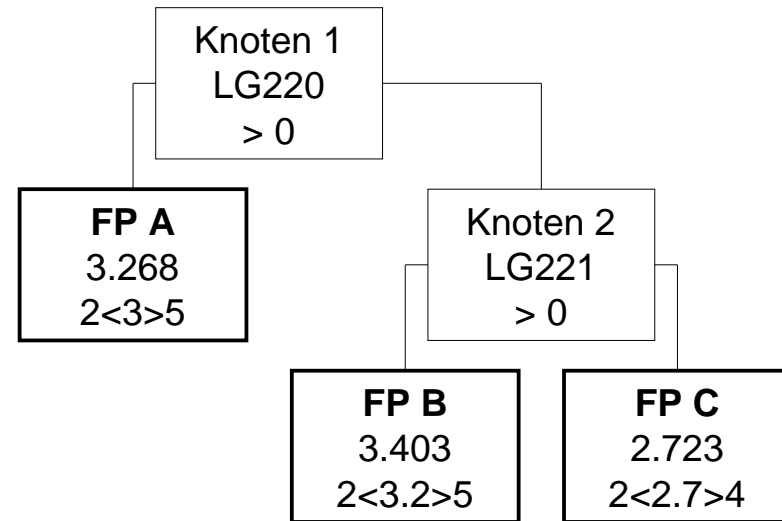 Knoten 1
LG220
> 0
FP A
3.268
2<3>5
Knoten 2
LG221
> 0
FP B
3.403
2<3.2>5
FP C
2.723
2<2.7>4